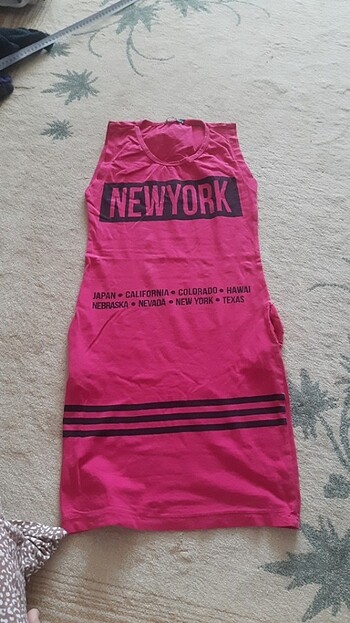 NEWYORK
JAPAN • CALIFORNIA • COLORADO • HAWAI
NEBRASKA • NEVADA • NEW YORK • TEXAS